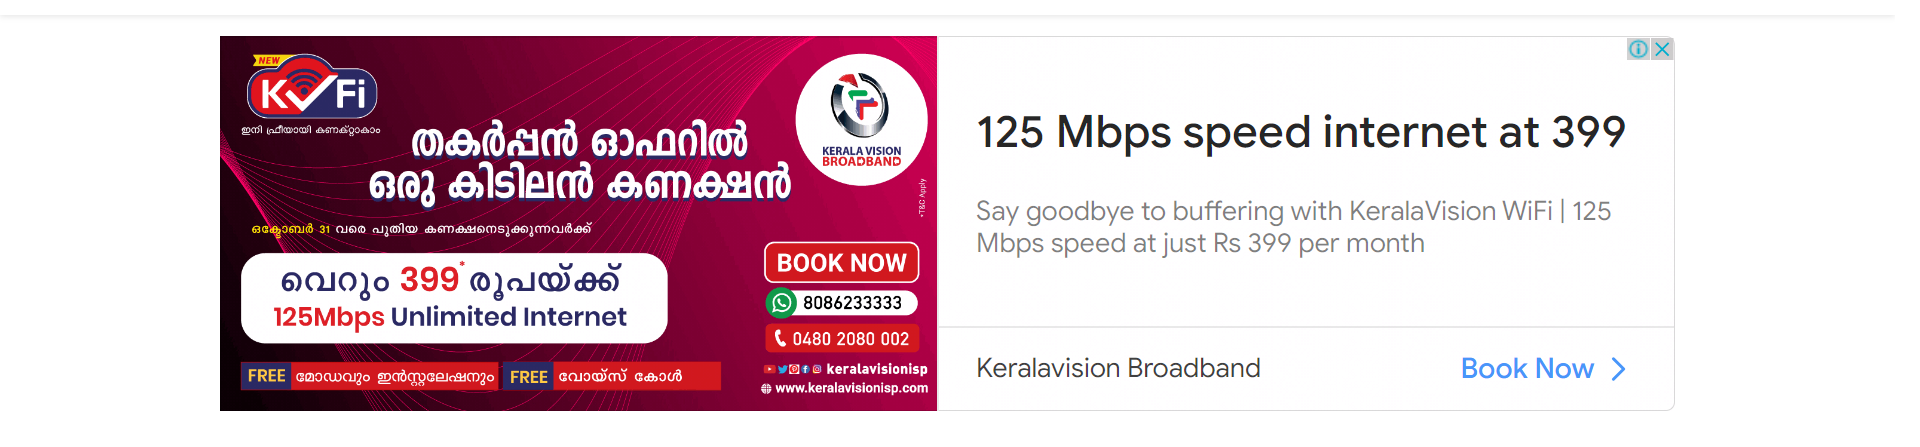 NEW
KVFi
ഇനി ഫ്രീയായി കണക്റ്റാകാം
തകർപ്പൻ ഓഫറിൽ
ഒരു കിടിലൻ കണക്ഷൻ
ഒക്ടോബർ 31 വരെ പുതിയ കണക്ഷനെടുക്കുന്നവർക്ക്
വെറും 399* രൂപയ്ക്ക്
125Mbps Unlimited Internet
FREE മോഡവും ഇൻസ്റ്റലേഷനും FREE വോയ്സ് കോൾ
KERALA VISION
BROADBAND
*T&C Apply
BOOK NOW
8086233333
0480 2080 002
keralavisionisp
www.keralavisionisp.com
125 Mbps speed internet at 399
Say goodbye to buffering with KeralaVision WiFi | 125
Mbps speed at just Rs 399 per month
Keralavision Broadband
Book Now